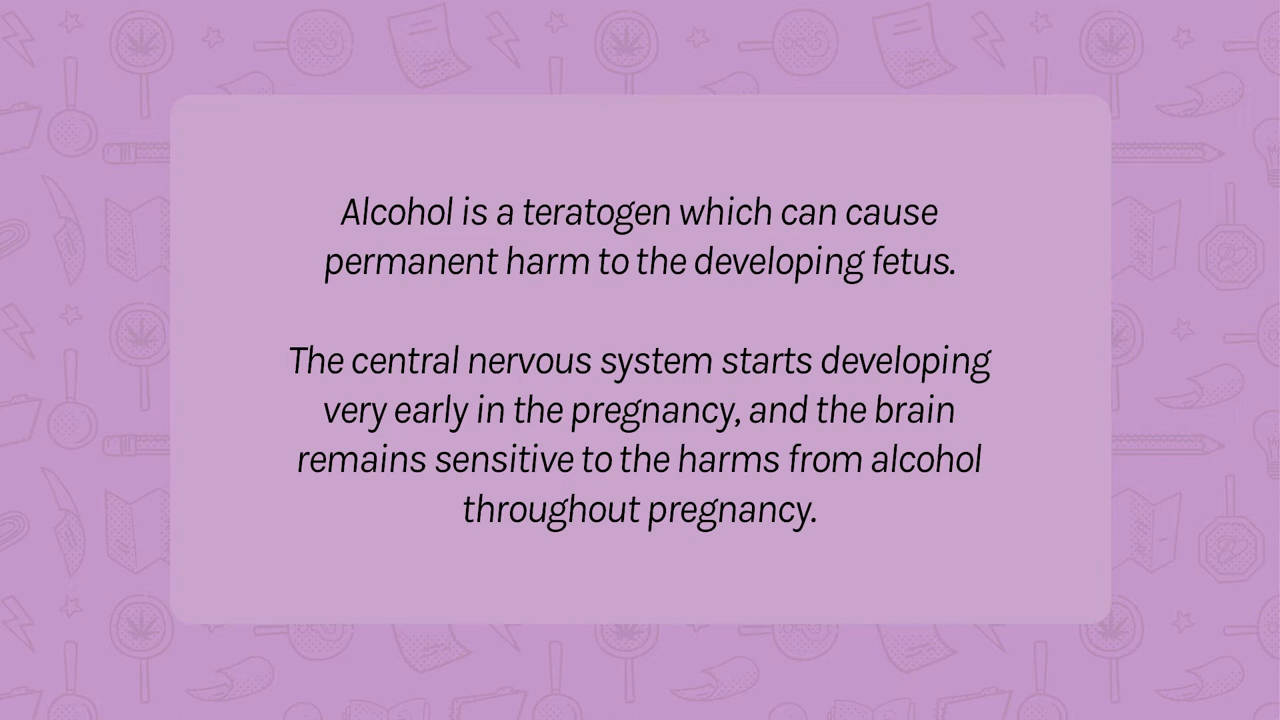 Alcohol is a teratogen which can cause
permanent harm to the developing fetus.
The central nervous system starts developing
very early in the pregnancy, and the brain
remains sensitive to the harms from alcohol
throughout pregnancy.